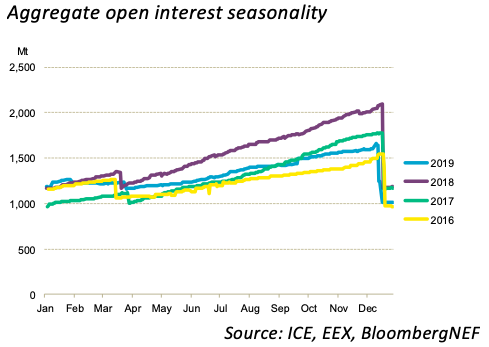 Aggregate open interest seasonality
Mt
2,500
2,000
1,500
1,000
500
0
Jan Feb Mar Apr May Jun Jul Aug Sep Oct Nov Dec
2019
2018
2017
2016
Source: ICE, EEX, BloombergNEF